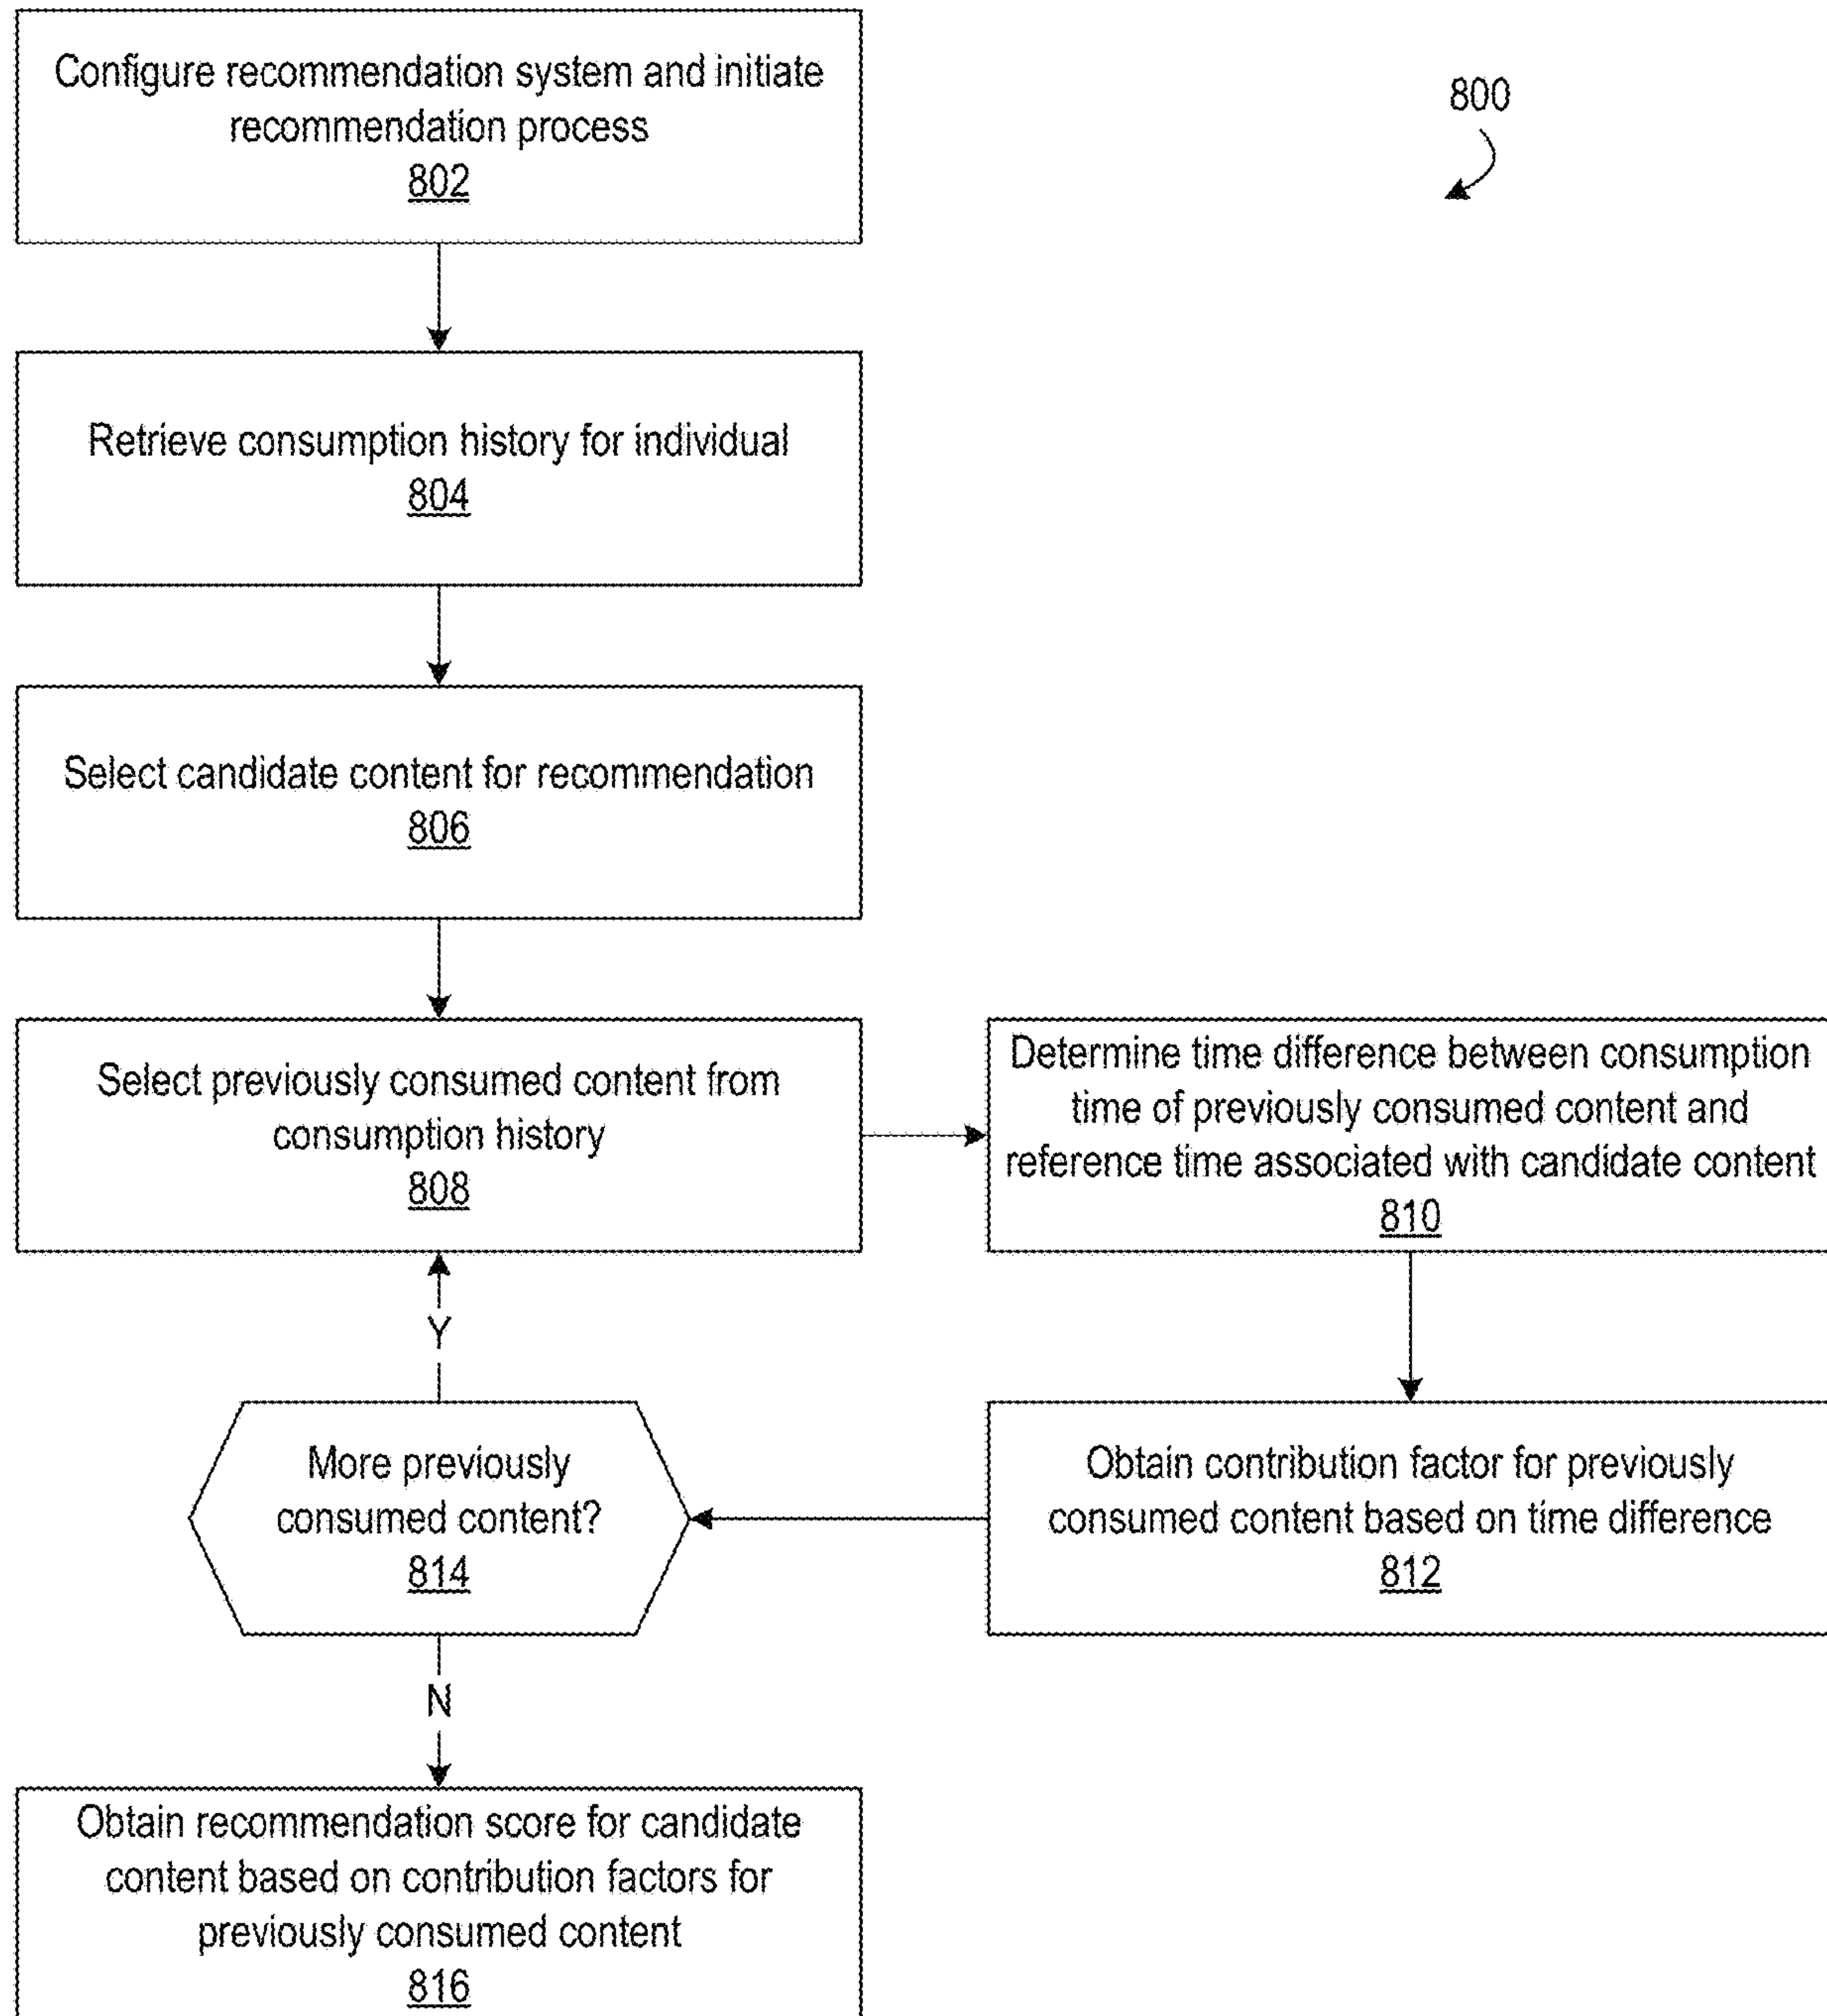 Configure recommendation system and initiate
recommendation process
802
800
Retrieve consumption history for individual
804
Select candidate content for recommendation
806
Select previously consumed content from
consumption history
808
Determine time difference between consumption
time of previously consumed content and
reference time associated with candidate content
810
Y
More previously
consumed content?
814
Obtain contribution factor for previously
consumed content based on time difference
812
N
Obtain recommendation score for candidate
content based on contribution factors for
previously consumed content
816